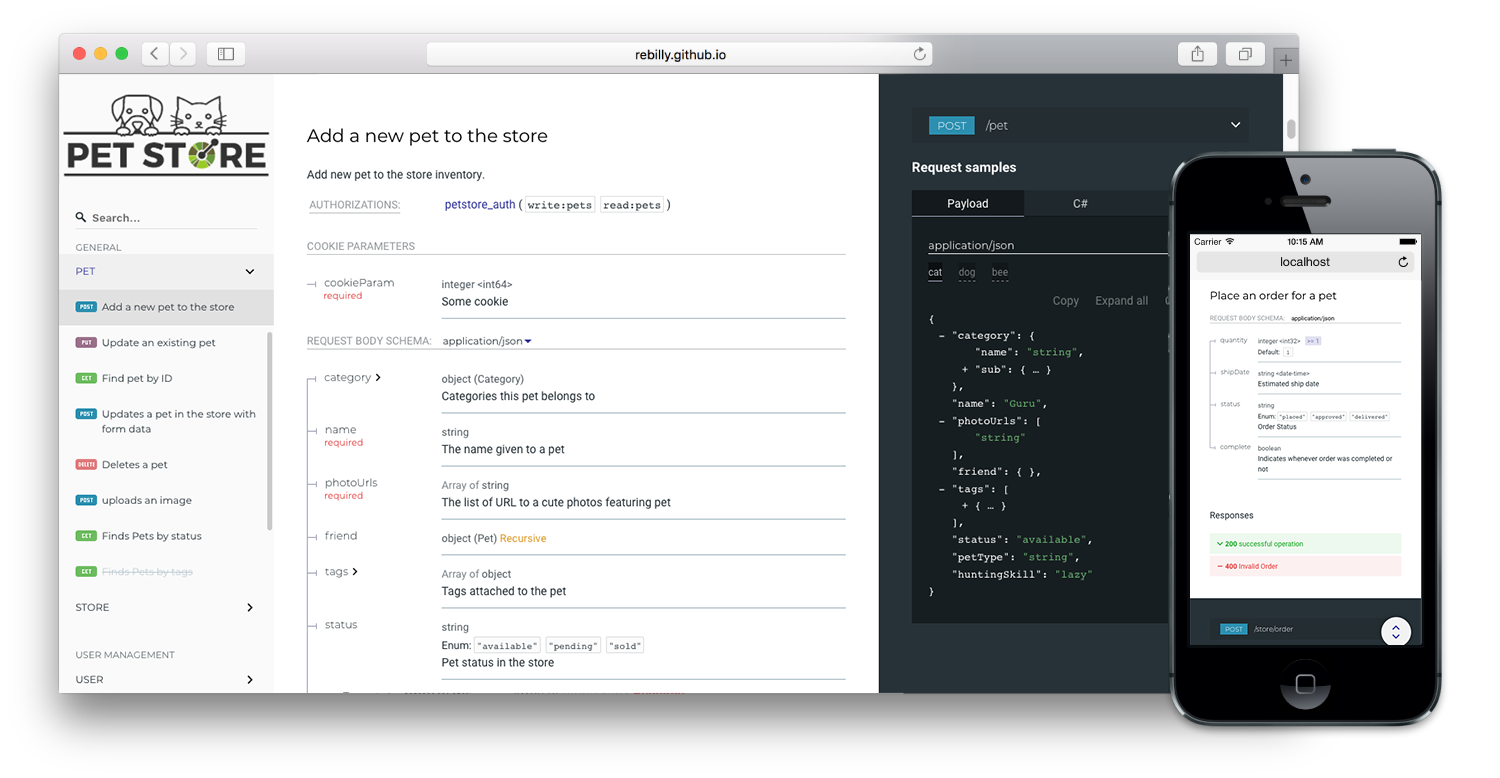 rebilly.github.io
PET STORE
Search...
GENERAL
PET
POST Add a new pet to the store
PUT Update an existing pet
GET Find pet by ID
POST Updates a pet in the store with
form data
DELETE Deletes a pet
POST uploads an image
GET Finds Pets by status
GET Finds Pets by tags
STORE
USER MANAGEMENT
USER
Add a new pet to the store
Add new pet to the store inventory.
AUTHORIZATIONS: petstore_auth ( write:pets read:pets )
COOKIE PARAMETERS
cookieParam integer <int64>
required Some cookie
REQUEST BODY SCHEMA: application/json
category object (Category)
Categories this pet belongs to
name string
required The name given to a pet
photoUrls Array of string
required The list of URL to a cute photos featuring pet
friend object (Pet) Recursive
tags Array of object
Tags attached to the pet
status string
Enum: "available" "pending" "sold"
Pet status in the store
POST /pet
Request samples
Payload C#
application/json
cat dog bee
Copy Expand all
{
- "category": {
"name": "string",
+ "sub": { … }
},
"name": "Guru",
- "photoUrls": [
"string"
],
"friend": { },
- "tags": [
+ { … }
],
"status": "available",
"petType": "string",
"huntingSkill": "lazy"
}
Carrier 10:15 AM
localhost
Place an order for a pet
REQUEST BODY SCHEMA: application/json
quantity integer <int32> >= 1
Default: 1
shipDate string <date-time>
Estimated ship date
status string
Enum: "placed" "approved" "delivered"
Order Status
complete boolean
Indicates whenever order was completed or
not
Responses
200 successful operation
400 Invalid Order
POST /store/order